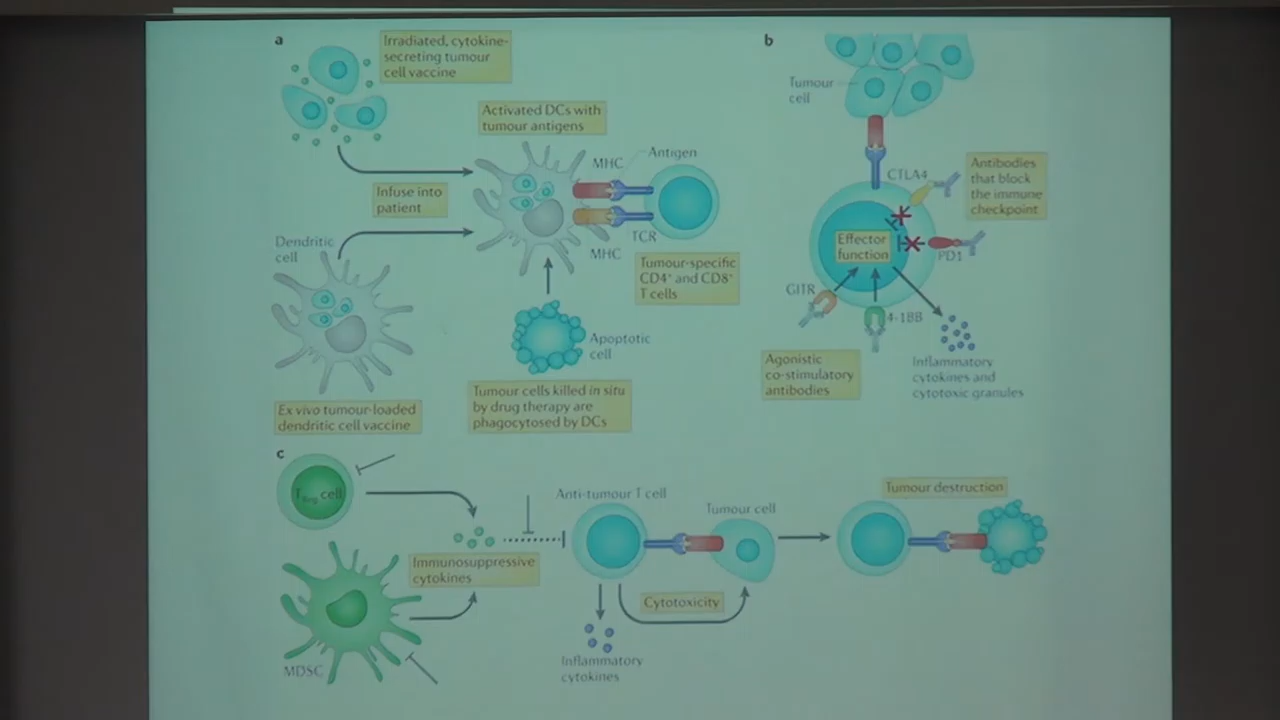 a
Irradiated, cytokine-
secreting tumour
cell vaccine
Activated DCs with
tumour antigens
MHC
Antigen
Infuse into
patient
TCR
MHC
Dendritic
cell
Tumour-specific
CD4⁺ and CD8⁺
T cells
Apoptotic
cell
Tumour cells killed in situ
by drug therapy are
phagocytosed by DCs
Ex vivo tumour-loaded
dendritic cell vaccine
b
Tumour
cell
CTLA4
Antibodies
that block
the immune
checkpoint
Effector
function
PD1
GITR
4-1BB
Agonistic
co-stimulatory
antibodies
Inflammatory
cytokines and
cytotoxic granules
c
TReg cell
Immunosuppressive
cytokines
MDSC
Anti-tumour T cell
Tumour cell
Cytotoxicity
Inflammatory
cytokines
Tumour destruction